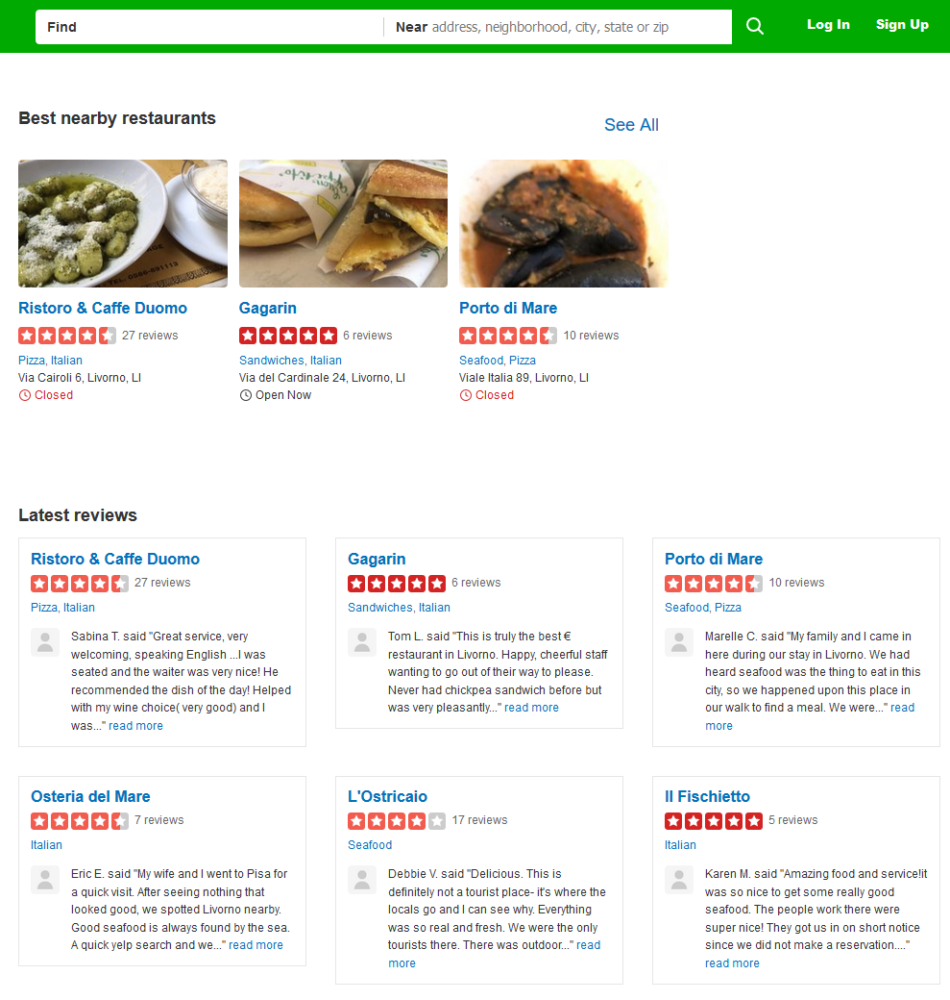 Find
Near address, neighborhood, city, state or zip
Log In
Sign Up
Best nearby restaurants
See All
Ristoro & Caffe Duomo
27 reviews
Pizza, Italian
Via Cairoli 6, Livorno, LI
Closed
Gagarin
6 reviews
Sandwiches, Italian
Via del Cardinale 24, Livorno, LI
Open Now
Porto di Mare
10 reviews
Seafood, Pizza
Viale Italia 89, Livorno, LI
Closed
Latest reviews
Ristoro & Caffe Duomo
27 reviews
Pizza, Italian
Sabina T. said "Great service, very
welcoming, speaking English ...I was
seated and the waiter was very nice! He
recommended the dish of the day! Helped
with my wine choice( very good) and I
was..." read more
Gagarin
6 reviews
Sandwiches, Italian
Tom L. said "This is truly the best €
restaurant in Livorno. Happy, cheerful staff
wanting to go out of their way to please.
Never had chickpea sandwich before but
was very pleasantly..." read more
Porto di Mare
10 reviews
Seafood, Pizza
Marelle C. said "My family and I came in
here during our stay in Livorno. We had
heard seafood was the thing to eat in this
city, so we happened upon this place in
our walk to find a meal. We were..." read
more
Osteria del Mare
7 reviews
Italian
Eric E. said "My wife and I went to Pisa for
a quick visit. After seeing nothing that
looked good, we spotted Livorno nearby.
Good seafood is always found by the sea.
A quick yelp search and we..." read more
L'Ostricaio
17 reviews
Seafood
Debbie V. said "Delicious. This is
definitely not a tourist place- it's where the
locals go and I can see why. Everything
was so real and fresh. We were the only
tourists there. There was outdoor..." read
more
Il Fischietto
5 reviews
Italian
Karen M. said "Amazing food and service!it
was so nice to get some really good
seafood. The people work there were
super nice! They got us in on short notice
since we did not make a reservation...."
read more